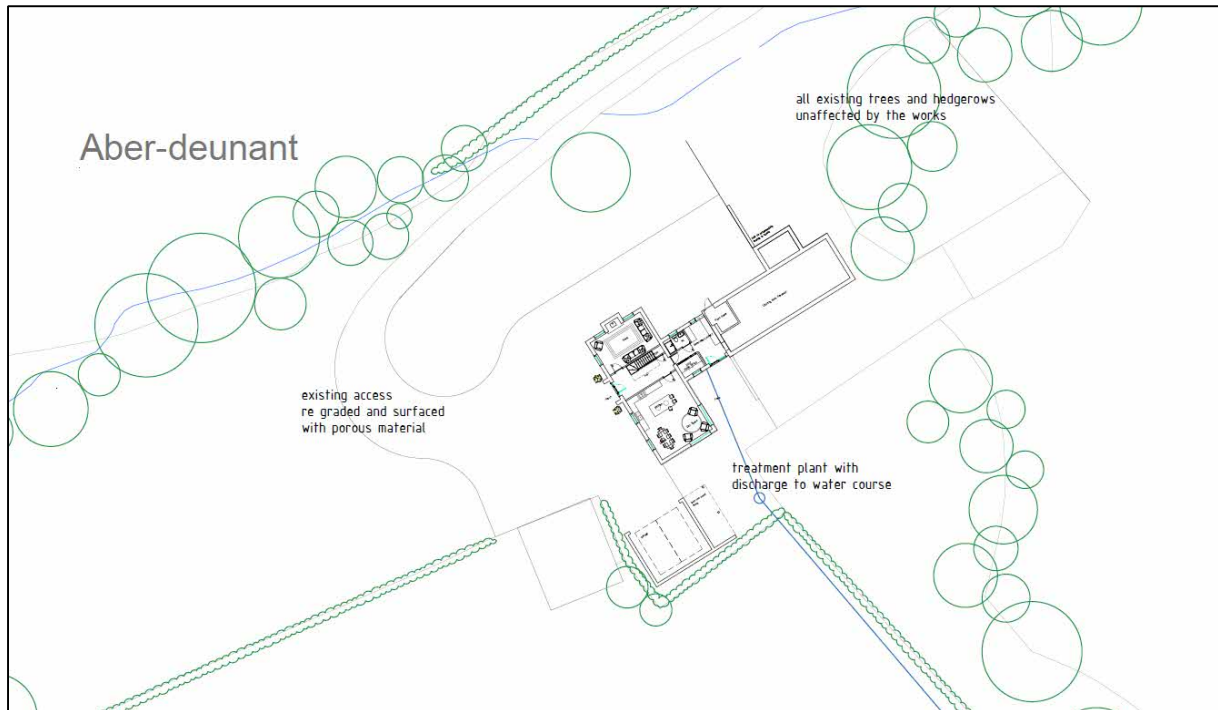 all existing trees and hedgerows
unaffected by the works
Aber-deunant
existing access
re graded and surfaced
with porous material
treatment plant with
discharge to water course